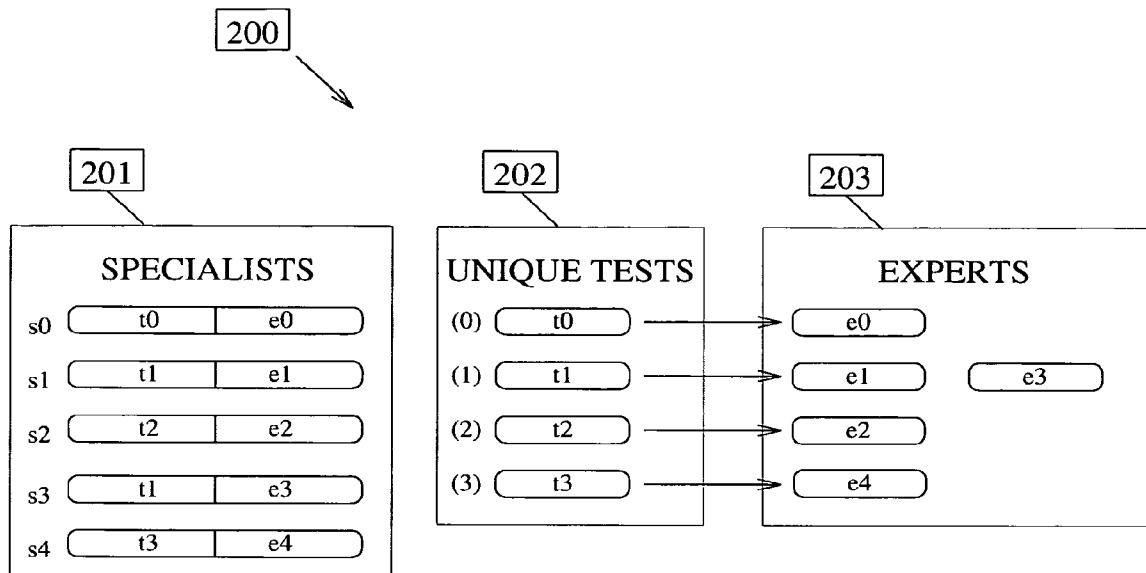 200
201
202
203
SPECIALISTS
s0 t0 e0
s1 t1 e1
s2 t2 e2
s3 t1 e3
s4 t3 e4
UNIQUE TESTS
(0) t0
(1) t1
(2) t2
(3) t3
EXPERTS
e0
e1 e3
e2
e4